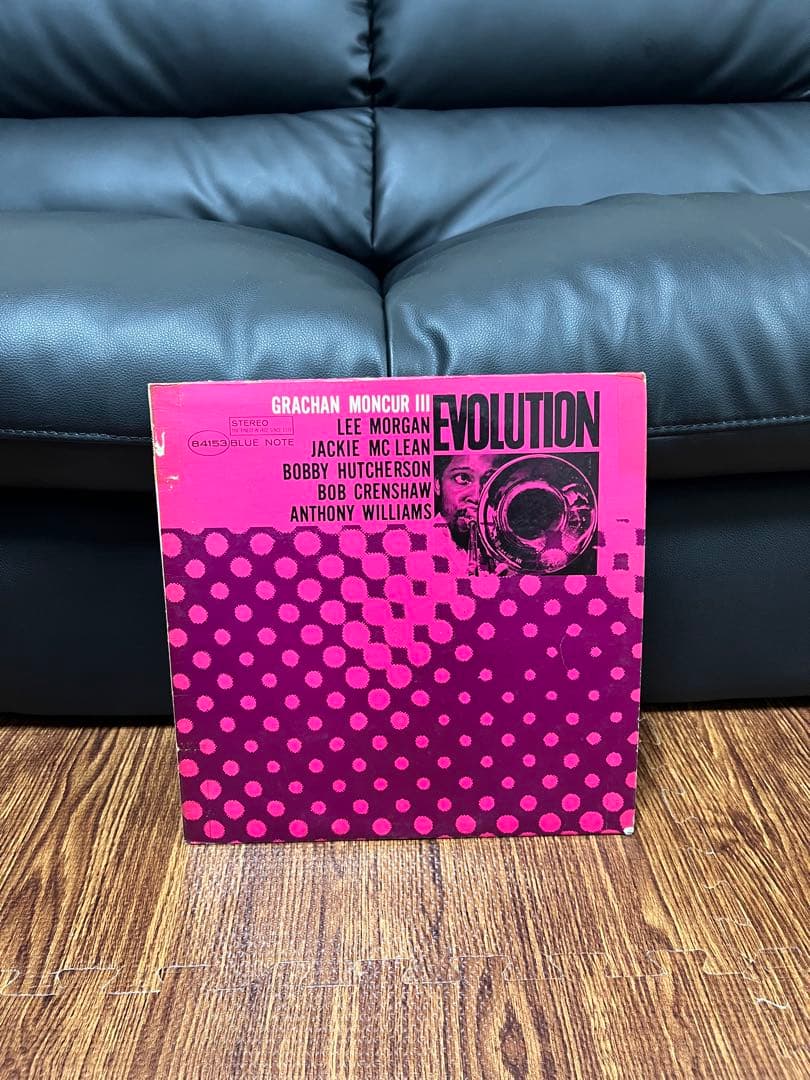 GRACHAN MONCUR III
LEE MORGAN
JACKIE MC LEAN
BOBBY HUTCHERSON
BOB CRENSHAW
ANTHONY WILLIAMS
EVOLUTION
STEREO
84153 BLUE NOTE